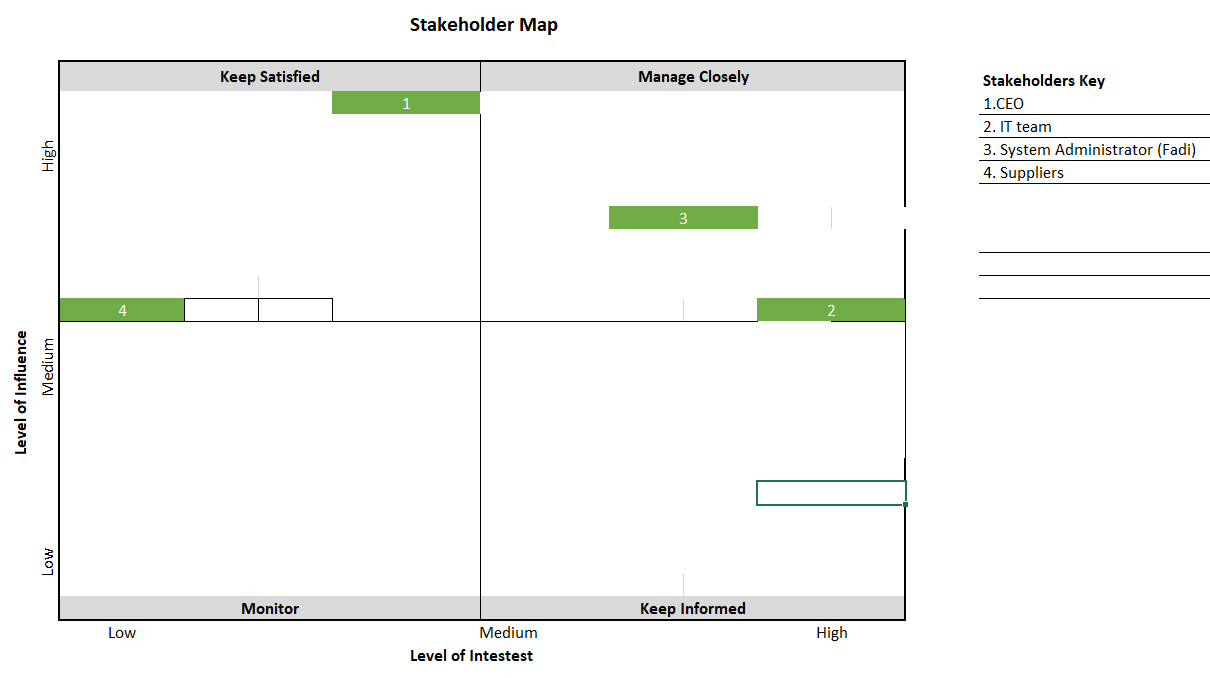 Stakeholder Map
Keep Satisfied
Manage Closely
Stakeholders Key
1
1.CEO
2. IT team
High
3. System Administrator (Fadi)
4. Suppliers
3
4
2
Level of Influence
Medium
Low
Monitor
Keep Informed
Low
Medium
High
Level of Intestest